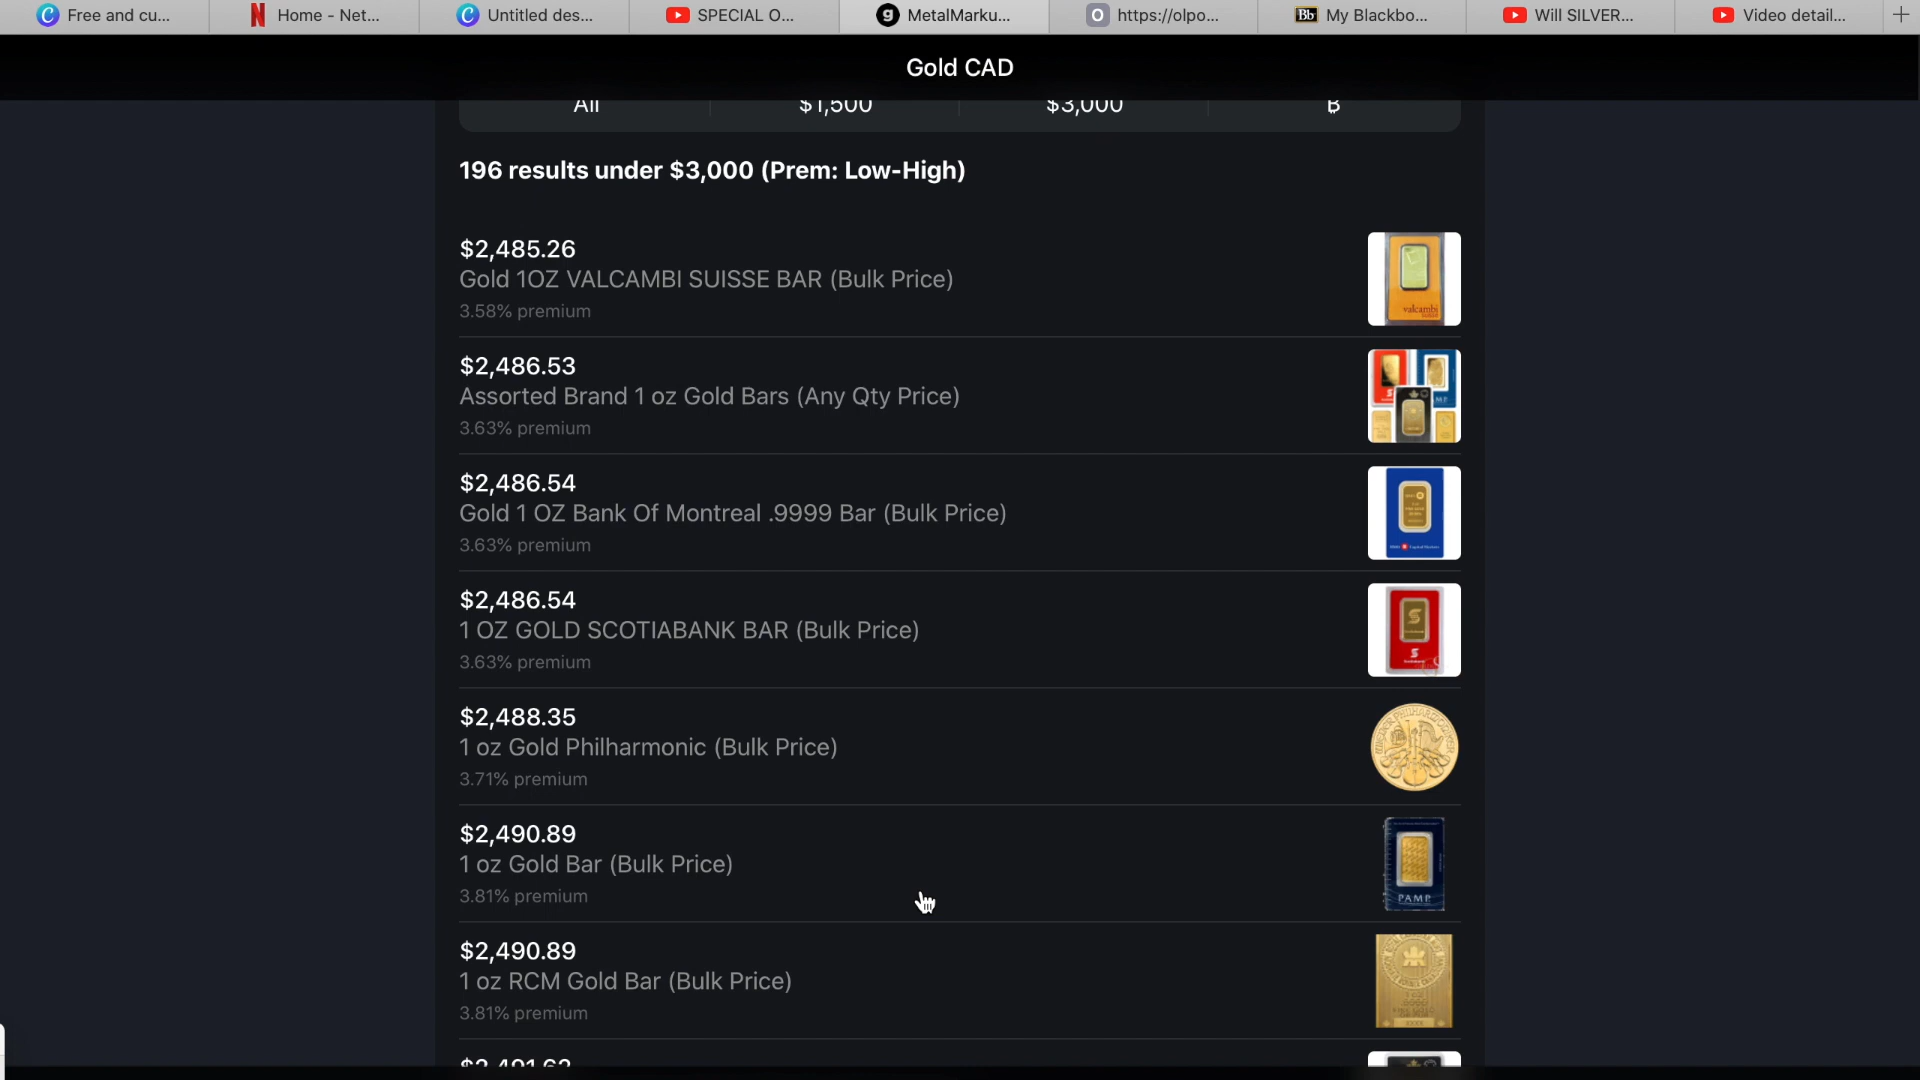 Free and cu...
Home - Net...
Untitled des...
SPECIAL O...
MetalMarku...
https://olpo...
My Blackbo...
Will SILVER...
Video detail...
Gold CAD
All
$1,500
$3,000
B
196 results under $3,000 (Prem: Low-High)
$2,485.26
Gold 1OZ VALCAMBI SUISSE BAR (Bulk Price)
3.58% premium
valcambi
$2,486.53
Assorted Brand 1 oz Gold Bars (Any Qty Price)
3.63% premium
$2,486.54
Gold 1 OZ Bank Of Montreal .9999 Bar (Bulk Price)
3.63% premium
$2,486.54
1 OZ GOLD SCOTIABANK BAR (Bulk Price)
3.63% premium
$2,488.35
1 oz Gold Philharmonic (Bulk Price)
3.71% premium
$2,490.89
1 oz Gold Bar (Bulk Price)
3.81% premium
PAMP
$2,490.89
1 oz RCM Gold Bar (Bulk Price)
3.81% premium
$2,491.62